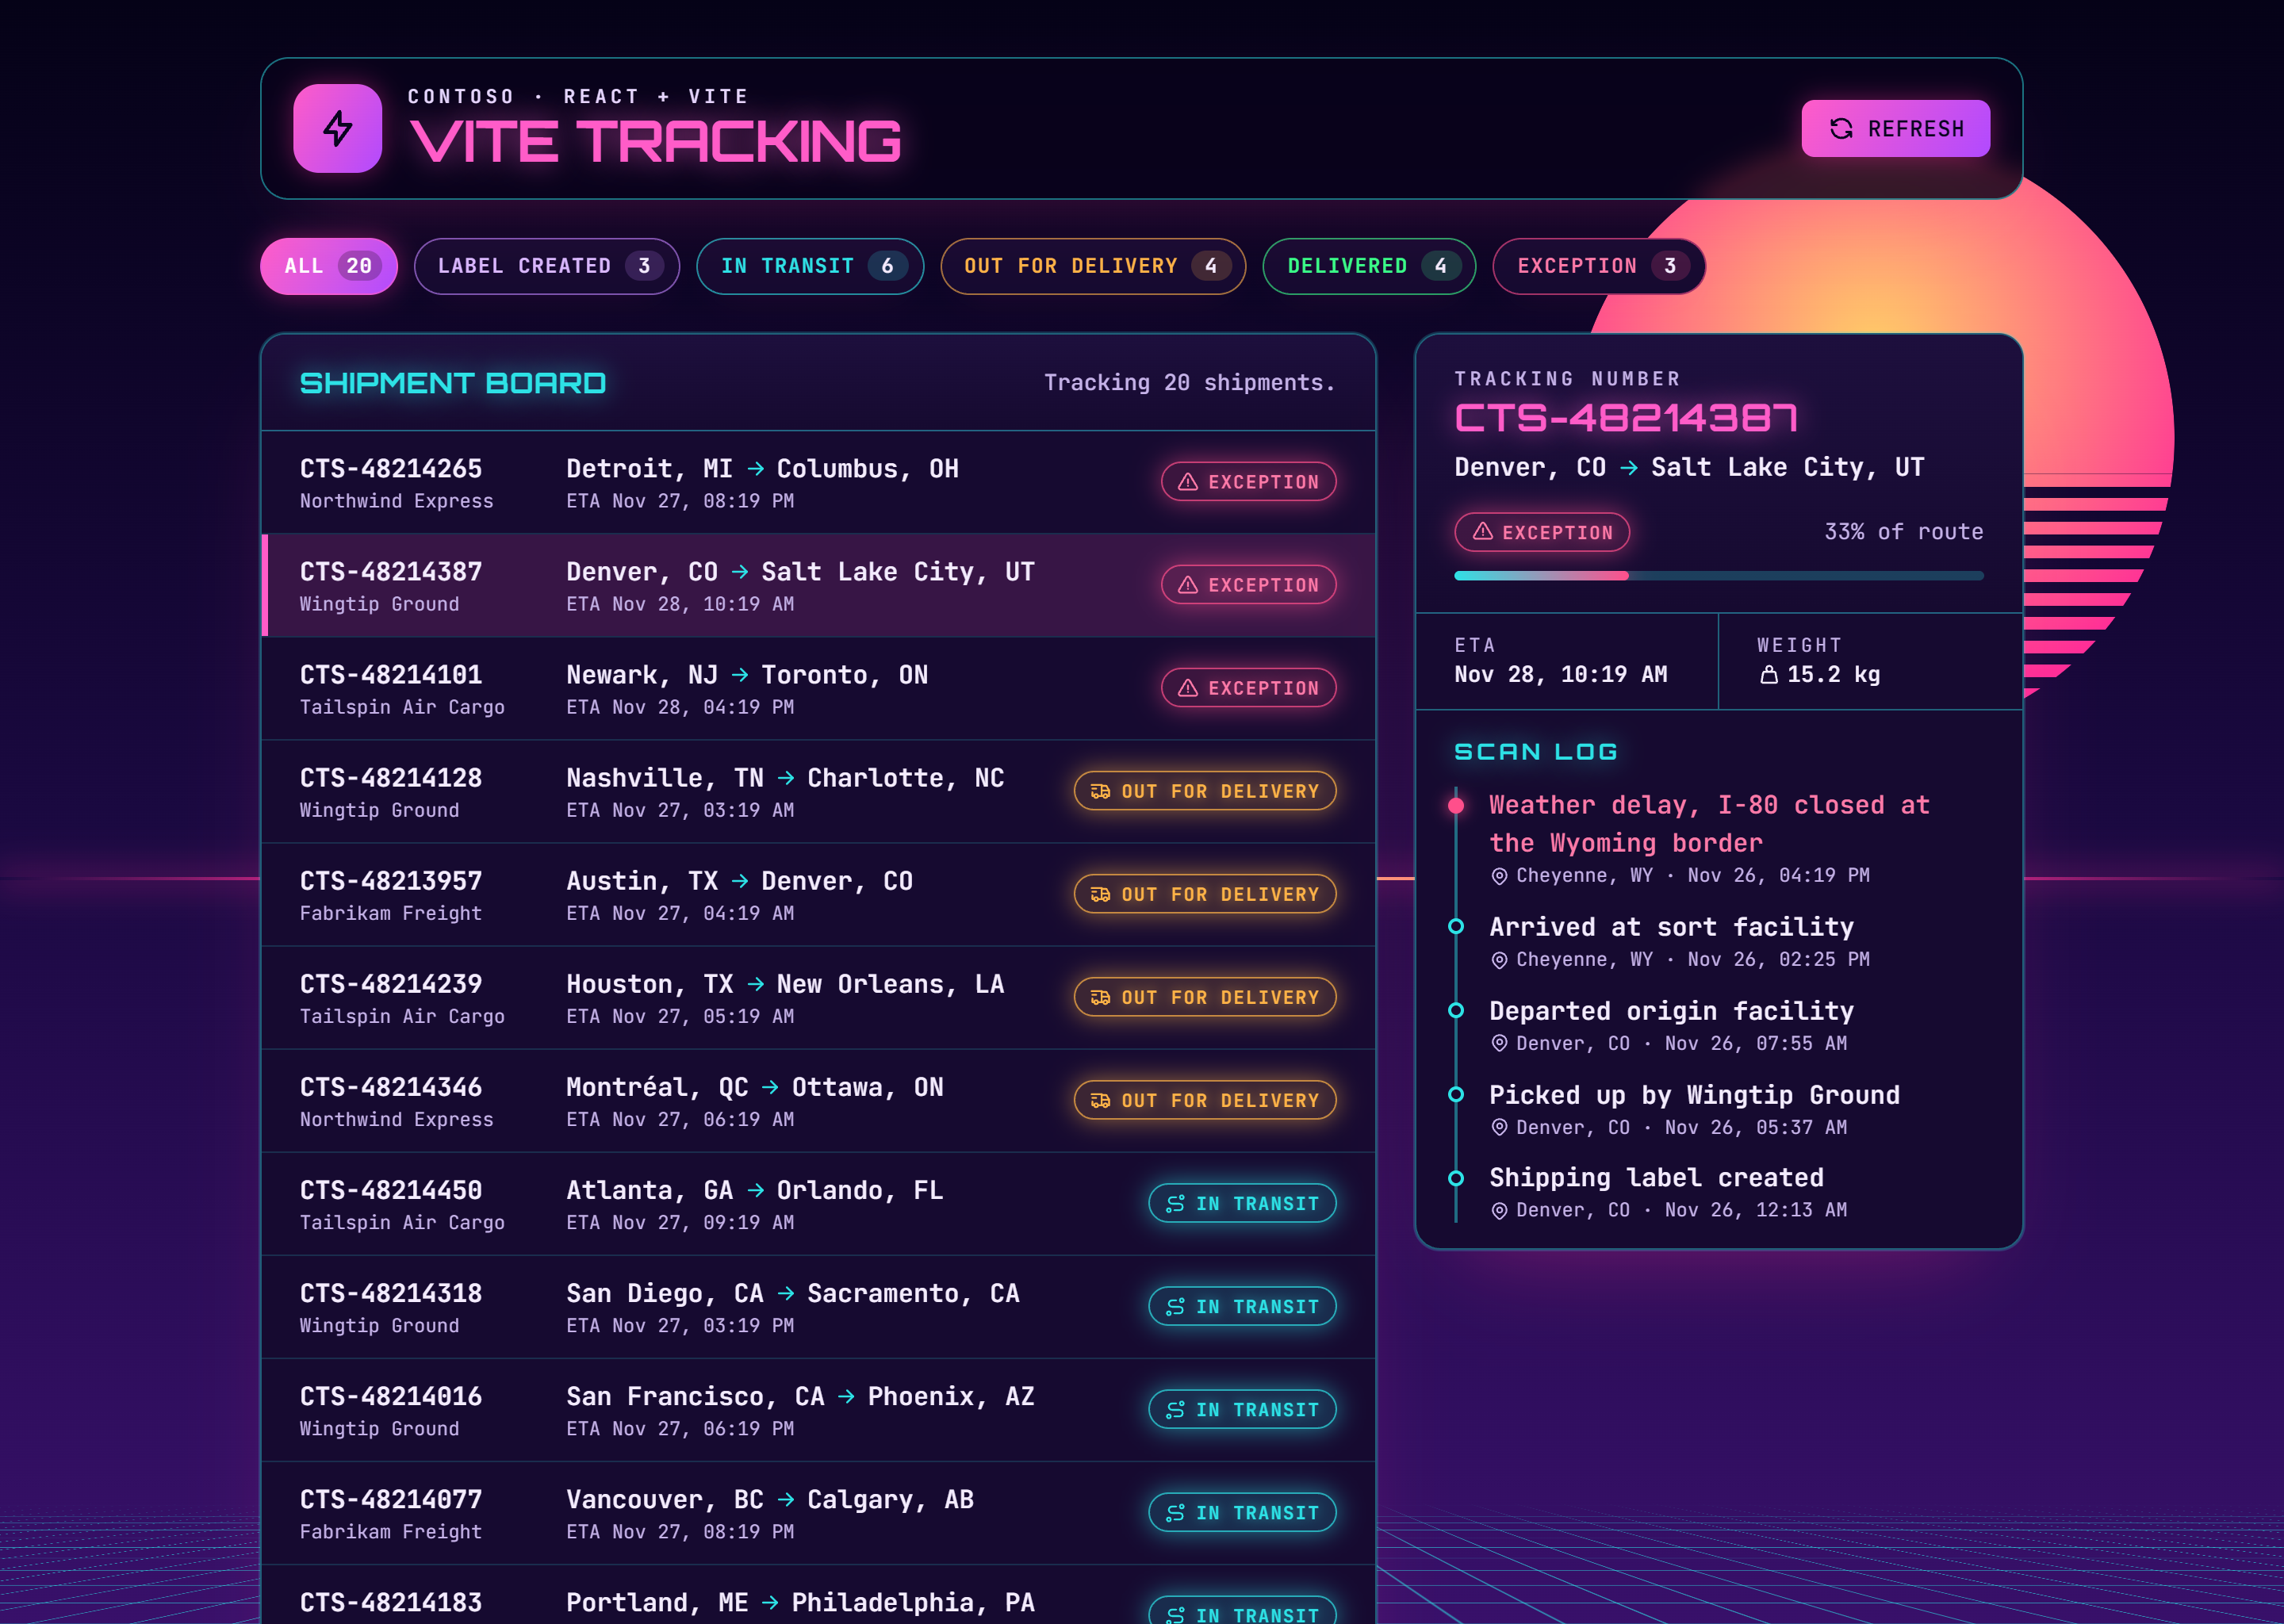 CONTOSO · REACT + VITE
VITE TRACKING
REFRESH
ALL 20
LABEL CREATED 3
IN TRANSIT 6
OUT FOR DELIVERY 4
DELIVERED 4
EXCEPTION 3
SHIPMENT BOARD
Tracking 20 shipments.
CTS-48214265
Northwind Express
Detroit, MI → Columbus, OH
ETA Nov 27, 08:19 PM
EXCEPTION
CTS-48214387
Wingtip Ground
Denver, CO → Salt Lake City, UT
ETA Nov 28, 10:19 AM
EXCEPTION
CTS-48214101
Tailspin Air Cargo
Newark, NJ → Toronto, ON
ETA Nov 28, 04:19 PM
EXCEPTION
CTS-48214128
Wingtip Ground
Nashville, TN → Charlotte, NC
ETA Nov 27, 03:19 AM
OUT FOR DELIVERY
CTS-48213957
Fabrikam Freight
Austin, TX → Denver, CO
ETA Nov 27, 04:19 AM
OUT FOR DELIVERY
CTS-48214239
Tailspin Air Cargo
Houston, TX → New Orleans, LA
ETA Nov 27, 05:19 AM
OUT FOR DELIVERY
CTS-48214346
Northwind Express
Montréal, QC → Ottawa, ON
ETA Nov 27, 06:19 AM
OUT FOR DELIVERY
CTS-48214450
Tailspin Air Cargo
Atlanta, GA → Orlando, FL
ETA Nov 27, 09:19 AM
IN TRANSIT
CTS-48214318
Wingtip Ground
San Diego, CA → Sacramento, CA
ETA Nov 27, 03:19 PM
IN TRANSIT
CTS-48214016
Wingtip Ground
San Francisco, CA → Phoenix, AZ
ETA Nov 27, 06:19 PM
IN TRANSIT
CTS-48214077
Fabrikam Freight
Vancouver, BC → Calgary, AB
ETA Nov 27, 08:19 PM
IN TRANSIT
CTS-48214183
Portland, ME → Philadelphia, PA
IN TRANSIT
TRACKING NUMBER
CTS-48214387
Denver, CO → Salt Lake City, UT
EXCEPTION
33% of route
ETA
Nov 28, 10:19 AM
WEIGHT
15.2 kg
SCAN LOG
Weather delay, I-80 closed at
the Wyoming border
Cheyenne, WY · Nov 26, 04:19 PM
Arrived at sort facility
Cheyenne, WY · Nov 26, 02:25 PM
Departed origin facility
Denver, CO · Nov 26, 07:55 AM
Picked up by Wingtip Ground
Denver, CO · Nov 26, 05:37 AM
Shipping label created
Denver, CO · Nov 26, 12:13 AM